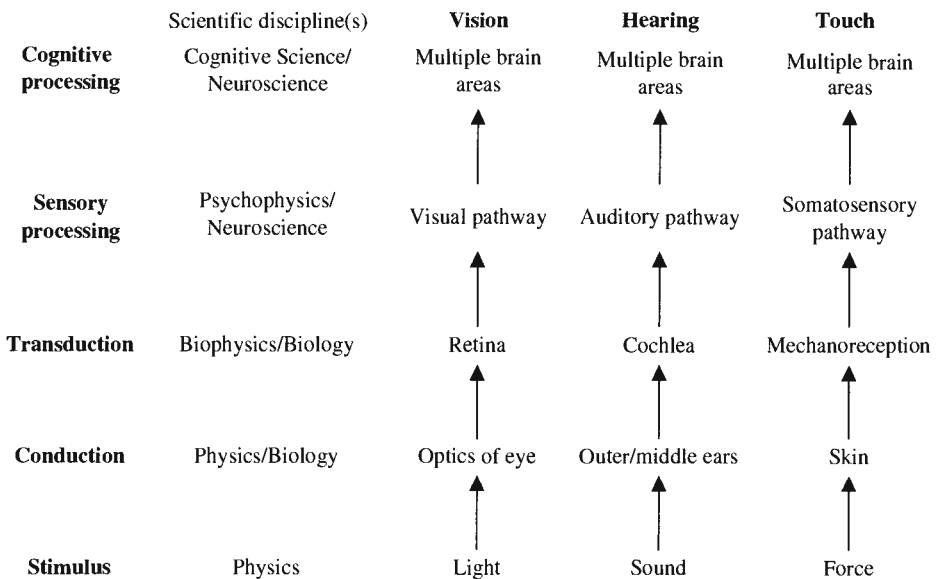 Scientific discipline(s) Vision Hearing Touch
Cognitive Cognitive Science/ Multiple brain Multiple brain Multiple brain
processing Neuroscience areas areas areas
Sensory Psychophysics/ Visual pathway Auditory pathway Somatosensory
processing Neuroscience pathway
Transduction Biophysics/Biology Retina Cochlea Mechanoreception
Conduction Physics/Biology Optics of eye Outer/middle ears Skin
Stimulus Physics Light Sound Force